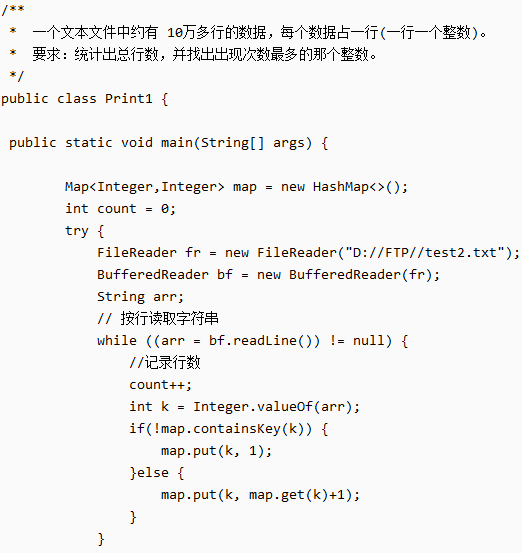 /**
 *  一个文本文件中约有 10万多行的数据，每个数据占一行(一行一个整数)。
 *  要求：统计出总行数，并找出出现次数最多的那个整数。
 */
public class Print1 {
 public static void main(String[] args) {
        Map<Integer,Integer> map = new HashMap<>();
        int count = 0;
        try {
            FileReader fr = new FileReader("D://FTP//test2.txt");
            BufferedReader bf = new BufferedReader(fr);
            String arr;
            // 按行读取字符串
            while ((arr = bf.readLine()) != null) {
                //记录行数
                count++;
                int k = Integer.valueOf(arr);
                if(!map.containsKey(k)) {
                    map.put(k, 1);
                }else {
                    map.put(k, map.get(k)+1);
                }
            }